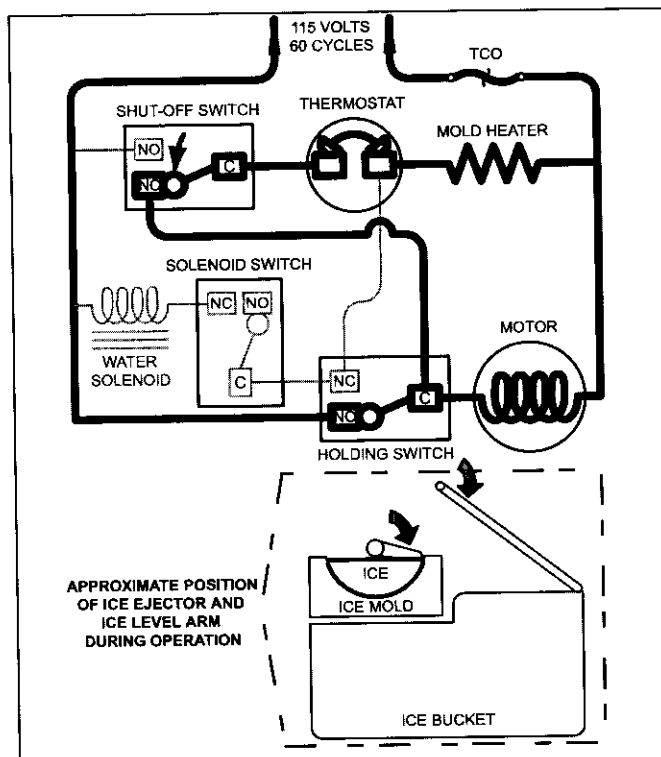 115 VOLTS
60 CYCLES
TCO
SHUT-OFF SWITCH
THERMOSTAT
MOLD HEATER
NO
C
NC
SOLENOID SWITCH
NC
NO
WATER
SOLENOID
C
NC
MOTOR
C
NO
HOLDING SWITCH
APPROXIMATE POSITION
OF ICE EJECTOR AND
ICE LEVEL ARM
DURING OPERATION
ICE
ICE MOLD
ICE BUCKET